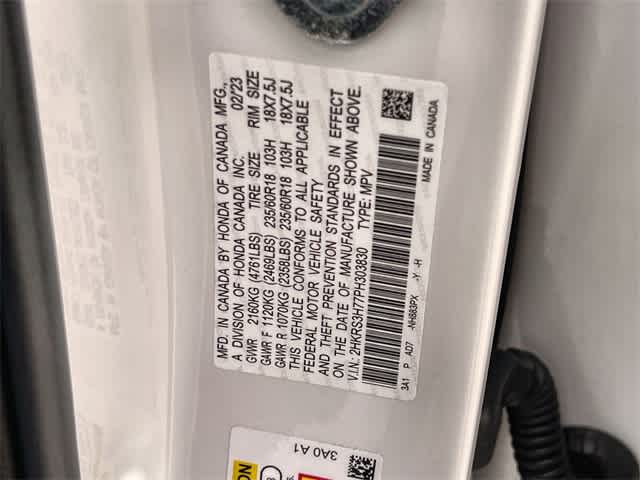 MFD. IN CANADA BY HONDA OF CANADA MFG.,
A DIVISION OF HONDA CANADA INC. 02/23
GVWR 2160KG (4761LBS) TIRE SIZE RIM SIZE
GAWR F 1120KG (2469LBS) 235/60R18 103H 18X7.5J
GAWR R 1070KG (2358LBS) 235/60R18 103H 18X7.5J
THIS VEHICLE CONFORMS TO ALL APPLICABLE
FEDERAL MOTOR VEHICLE SAFETY
AND THEFT PREVENTION STANDARDS IN EFFECT
ON THE DATE OF MANUFACTURE SHOWN ABOVE.
V.I.N: 2HKRS3H77PH303830 TYPE: MPV
3A1 P AD7 -NH883PX -Y -H
MADE IN CANADA
3A0 A1